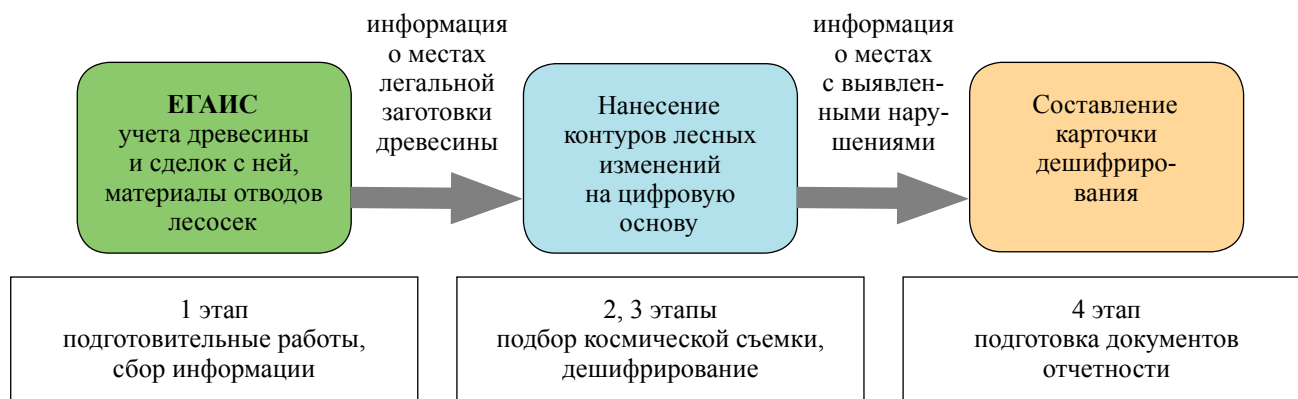 информация
о местах
легальной
заготовки
древесины
информация
о местах
с выявлен-
ными нару-
шениями
ЕГАИС
учета древесины
и сделок с ней,
материалы отводов
лесосек
Нанесение
контуров лесных
изменений
на цифровую
основу
Составление
карточки
дешифриро-
вания
1 этап
подготовительные работы,
сбор информации
2, 3 этапы
подбор космической съемки,
дешифрирование
4 этап
подготовка документов
отчетности